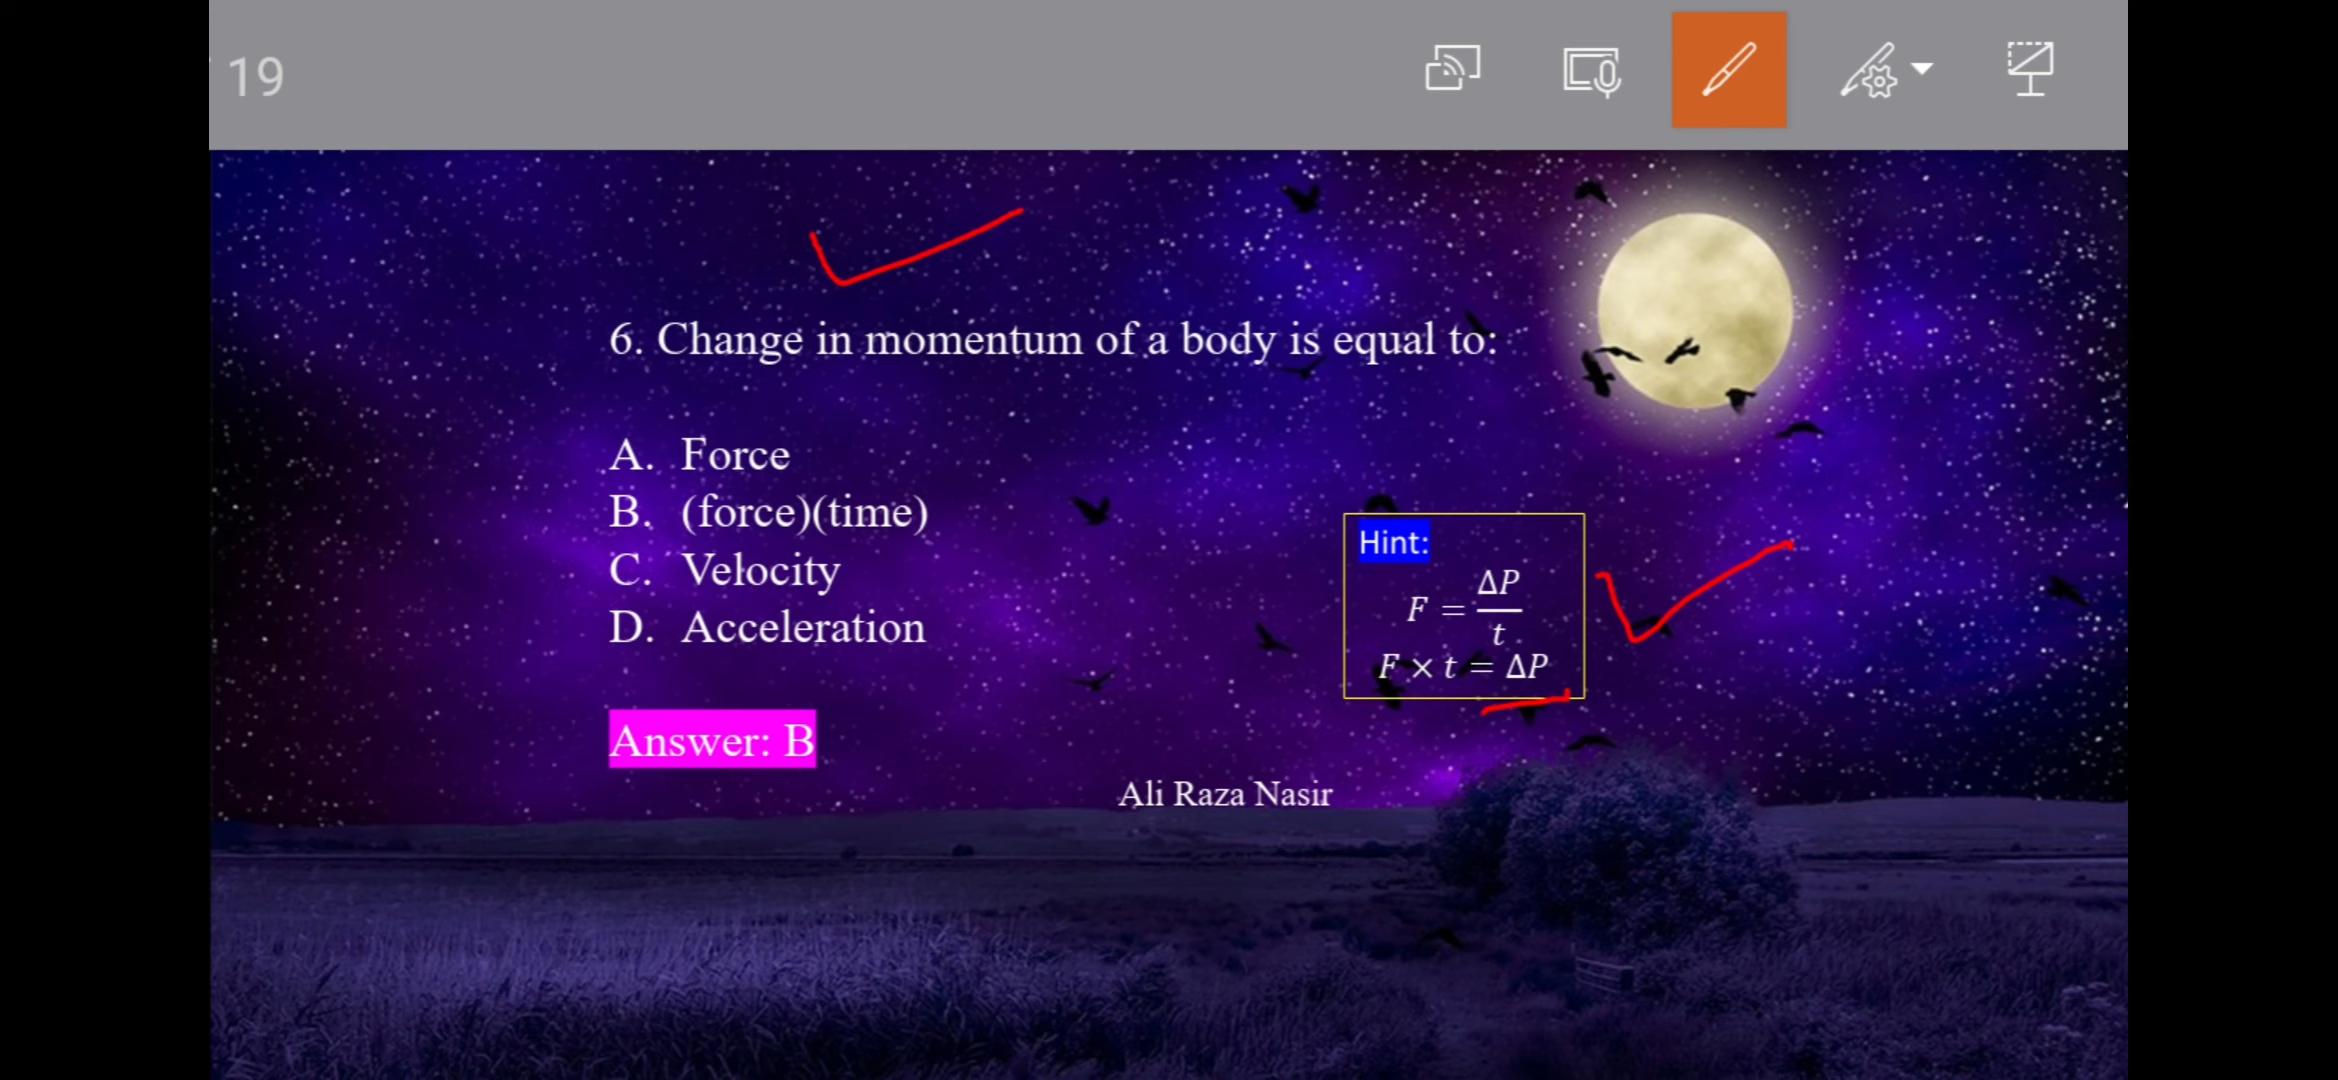 19
6. Change in momentum of a body is equal to:
A. Force
B. (force)(time)
C. Velocity
D. Acceleration
Hint:
F = ΔP/t
F × t = ΔP
Answer: B
Ali Raza Nasir